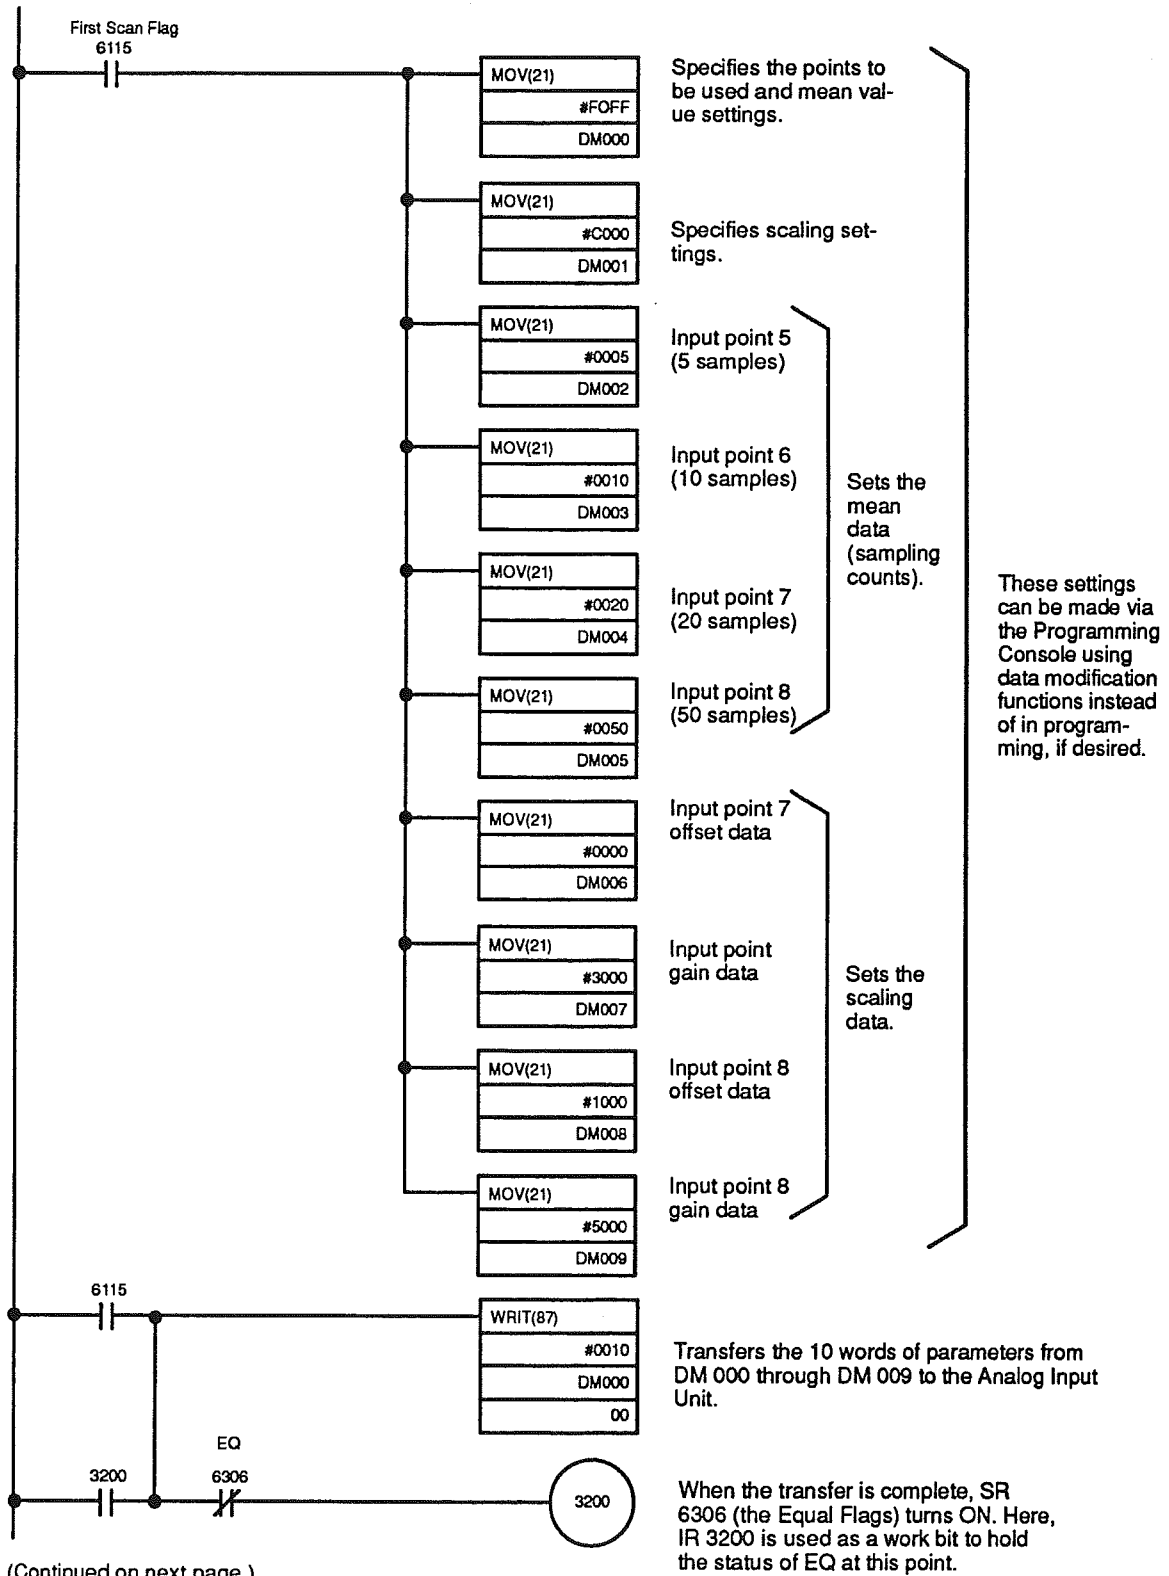 First Scan Flag
6115
MOV(21)
#FOFF
DM000
Specifies the points to
be used and mean val-
ue settings.
MOV(21)
#C000
DM001
Specifies scaling set-
tings.
MOV(21)
#0005
DM002
Input point 5
(5 samples)
MOV(21)
#0010
DM003
Input point 6
(10 samples)
MOV(21)
#0020
DM004
Input point 7
(20 samples)
MOV(21)
#0050
DM005
Input point 8
(50 samples)
Sets the
mean
data
(sampling
counts).
These settings
can be made via
the Programming
Console using
data modification
functions instead
of in program-
ming, if desired.
MOV(21)
#0000
DM006
Input point 7
offset data
MOV(21)
#3000
DM007
Input point
gain data
MOV(21)
#1000
DM008
Input point 8
offset data
MOV(21)
#5000
DM009
Input point 8
gain data
Sets the
scaling
data.
6115
WRIT(87)
#0010
DM000
00
Transfers the 10 words of parameters from
DM 000 through DM 009 to the Analog Input
Unit.
3200
EQ
6306
3200
When the transfer is complete, SR
6306 (the Equal Flags) turns ON. Here,
IR 3200 is used as a work bit to hold
the status of EQ at this point.
(Continued on next page.)